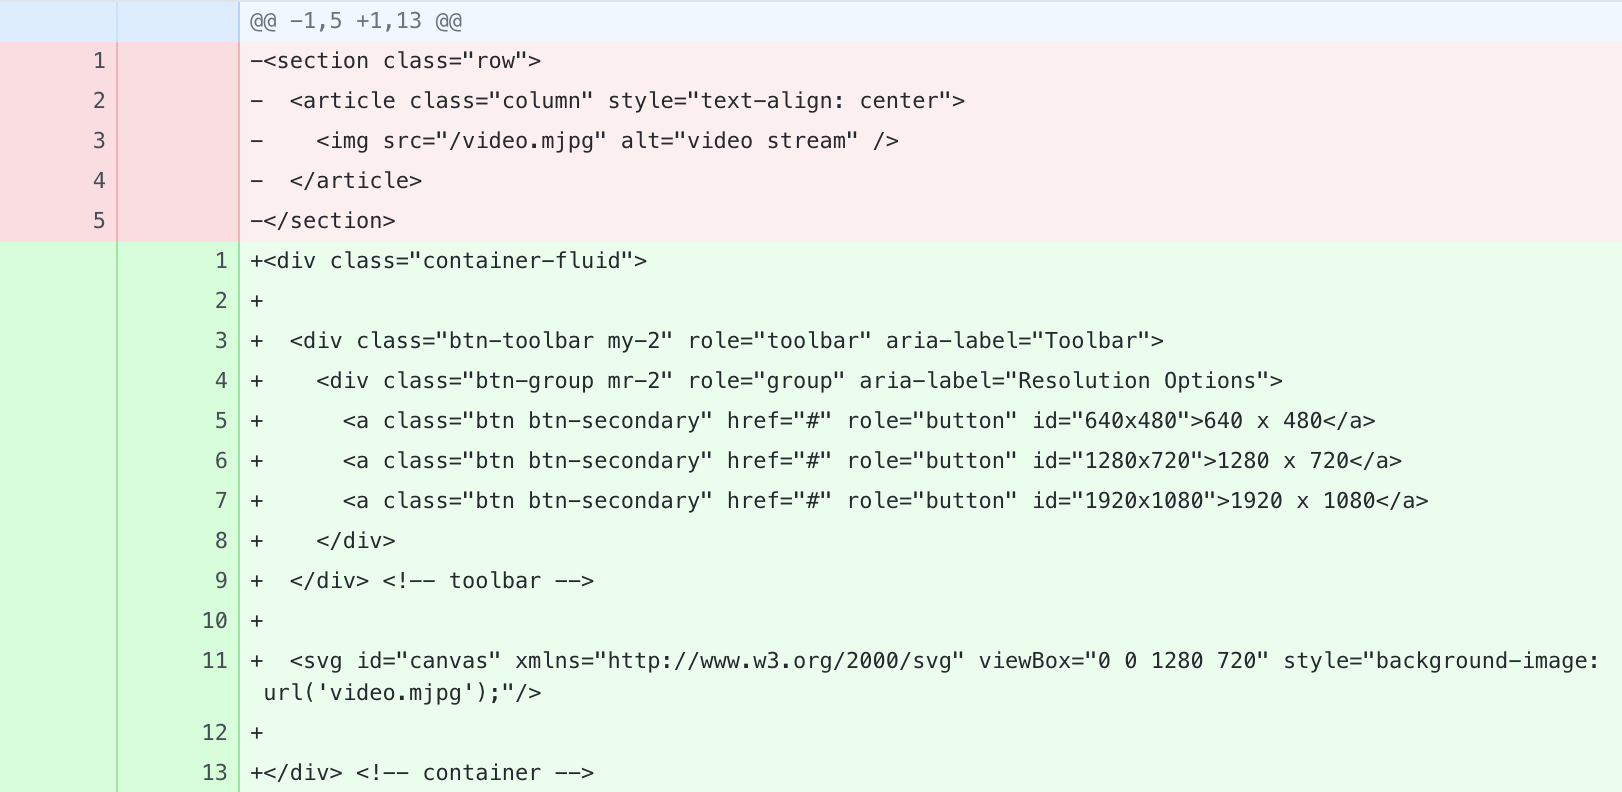 @@ -1,5 +1,13 @@
1 -<section class="row">
2 -  <article class="column" style="text-align: center">
3 -    <img src="/video.mjpg" alt="video stream" />
4 -  </article>
5 -</section>
1 +<div class="container-fluid">
2 +
3 +  <div class="btn-toolbar my-2" role="toolbar" aria-label="Toolbar">
4 +    <div class="btn-group mr-2" role="group" aria-label="Resolution Options">
5 +      <a class="btn btn-secondary" href="#" role="button" id="640x480">640 x 480</a>
6 +      <a class="btn btn-secondary" href="#" role="button" id="1280x720">1280 x 720</a>
7 +      <a class="btn btn-secondary" href="#" role="button" id="1920x1080">1920 x 1080</a>
8 +    </div>
9 +  </div> <!-- toolbar -->
10 +
11 +  <svg id="canvas" xmlns="http://www.w3.org/2000/svg" viewBox="0 0 1280 720" style="background-image:
url('video.mjpg');"/>
12 +
13 +</div> <!-- container -->